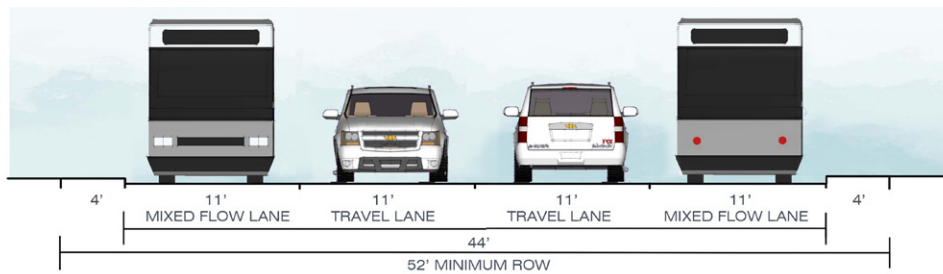 4' 11' 11' 11' 11' 4'
MIXED FLOW LANE TRAVEL LANE TRAVEL LANE MIXED FLOW LANE
44'
52' MINIMUM ROW